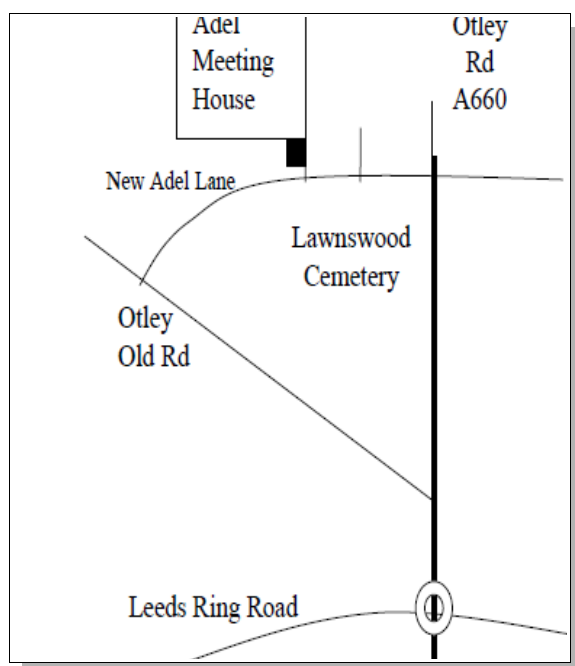 Adel
Meeting
House
Otley
Rd
A660
New Adel Lane
Lawnswood
Cemetery
Otley
Old Rd
Leeds Ring Road